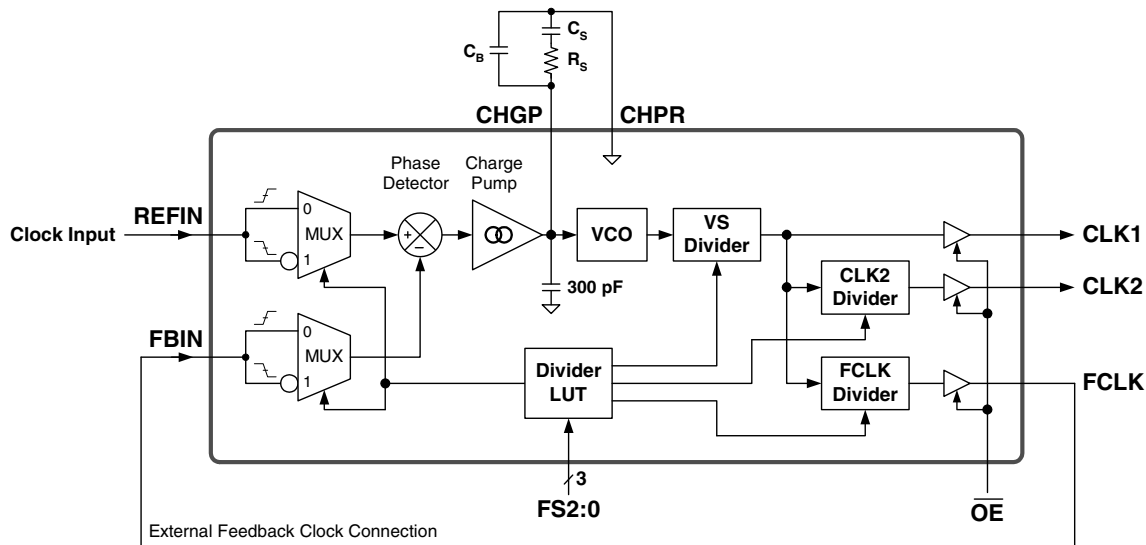 C_S
C_B
R_S
CHGP
CHPR
Phase
Detector
Charge
Pump
REFIN
Clock Input
0
MUX
1
+
−
VCO
VS
Divider
CLK1
300 pF
CLK2
Divider
CLK2
FBIN
0
MUX
1
Divider
LUT
FCLK
Divider
FCLK
3
FS2:0
OE
External Feedback Clock Connection